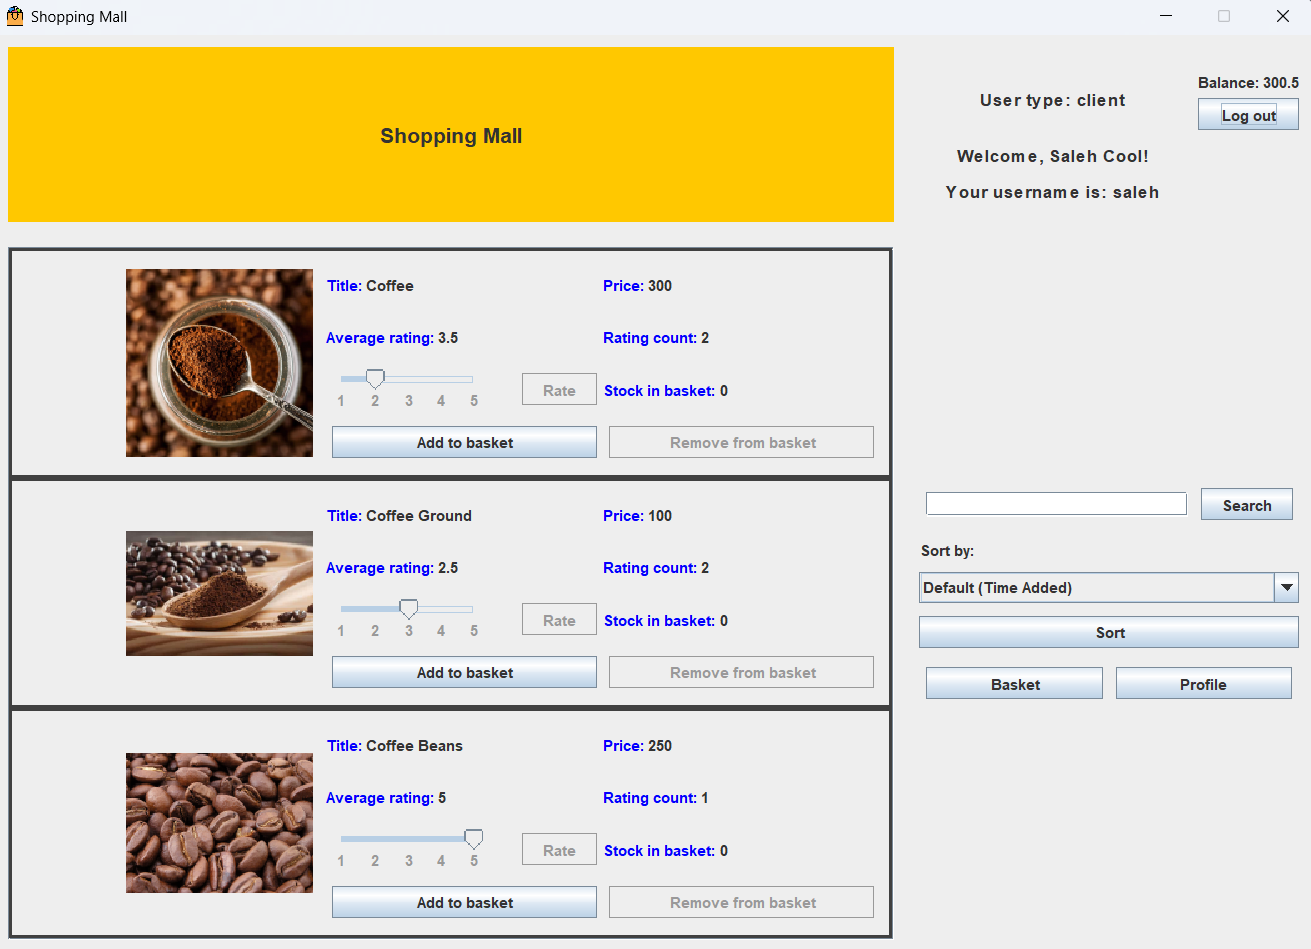 Shopping Mall
Shopping Mall
User type: client
Balance: 300.5
Log out
Welcome, Saleh Cool!
Your username is: saleh
Title: Coffee
Price: 300
Average rating: 3.5
Rating count: 2
1 2 3 4 5
Rate
Stock in basket: 0
Add to basket
Remove from basket
Title: Coffee Ground
Price: 100
Average rating: 2.5
Rating count: 2
1 2 3 4 5
Rate
Stock in basket: 0
Add to basket
Remove from basket
Title: Coffee Beans
Price: 250
Average rating: 5
Rating count: 1
1 2 3 4 5
Rate
Stock in basket: 0
Add to basket
Remove from basket
Search
Sort by:
Default (Time Added)
Sort
Basket
Profile